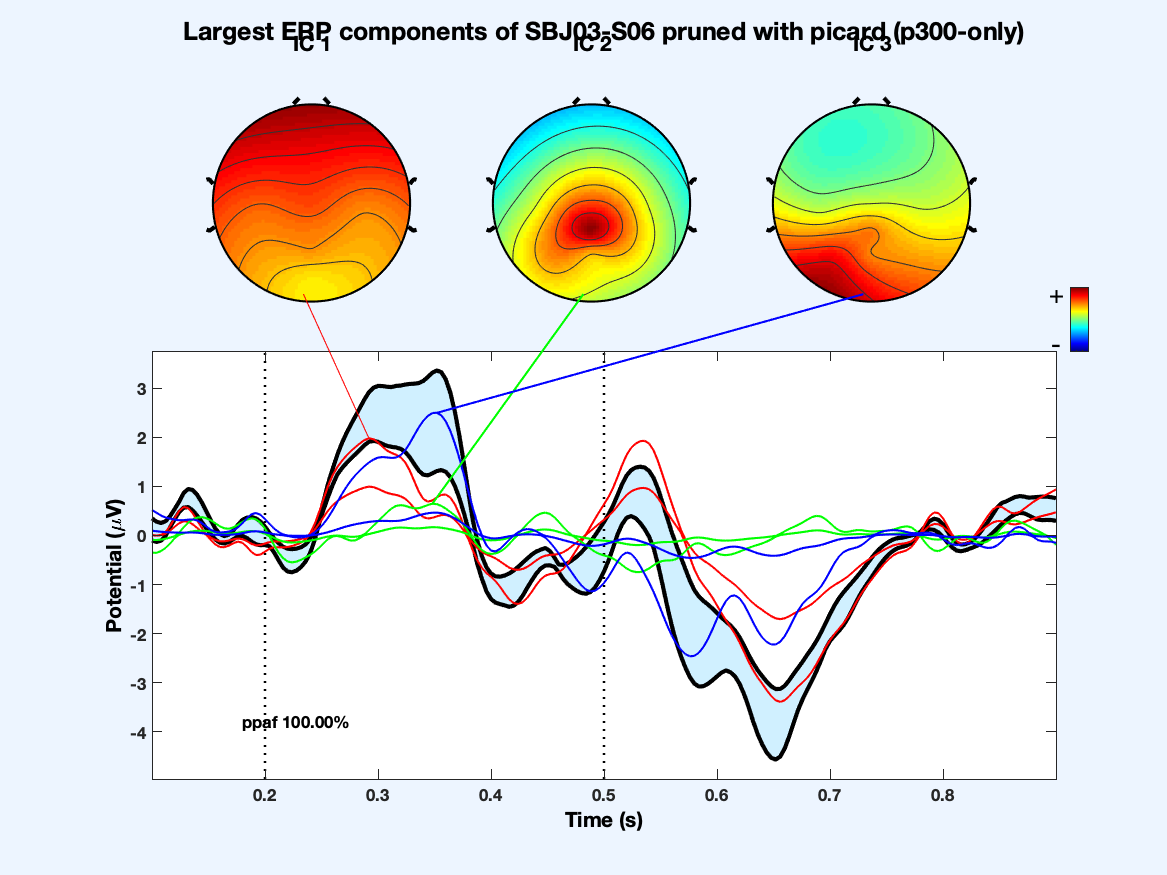 Largest ERP components of SBJ03-S06 pruned with picard (p300-only)
IC 1
IC 2
IC 3
+
-
3
2
1
0
-1
-2
-3
-4
Potential (μV)
ppaf 100.00%
0.2
0.3
0.4
0.5
0.6
0.7
0.8
Time (s)